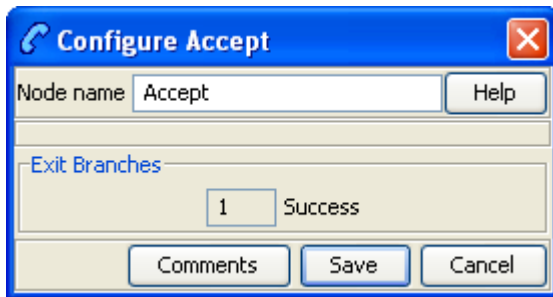 Configure Accept
Node name Accept Help
Exit Branches
1 Success
Comments Save Cancel